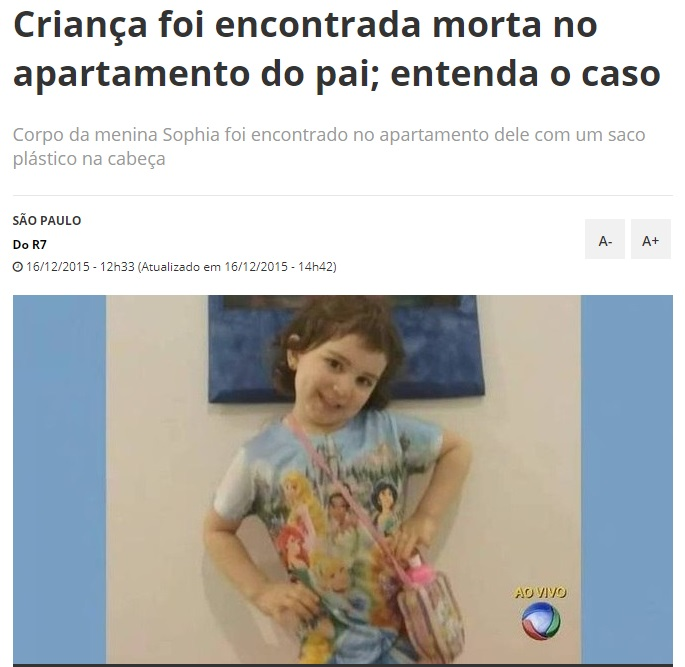 Criança foi encontrada morta no
apartamento do pai; entenda o caso
Corpo da menina Sophia foi encontrado no apartamento dele com um saco
plástico na cabeça
SÃO PAULO
Do R7
A-
A+
16/12/2015 - 12h33 (Atualizado em 16/12/2015 - 14h42)
AO VIVO